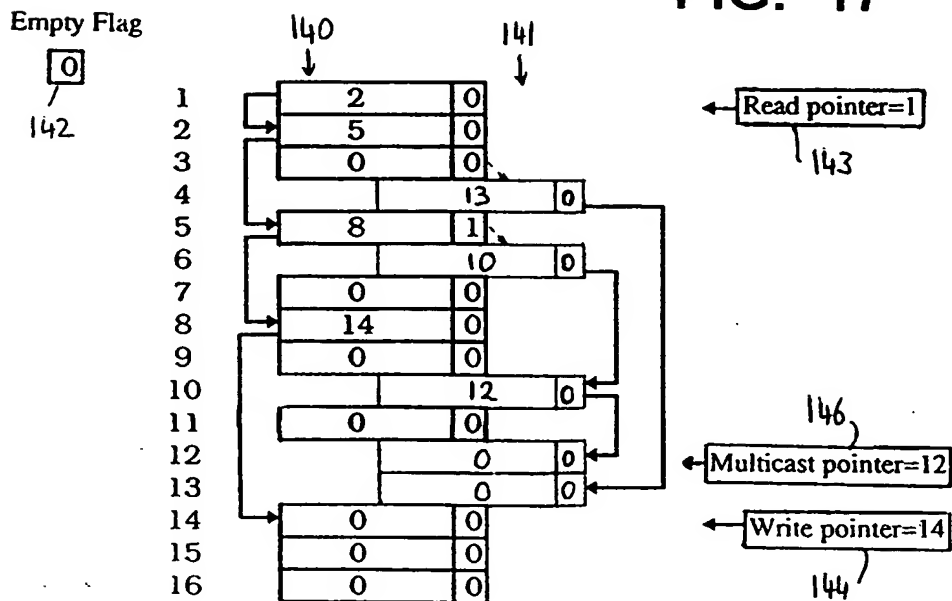 FIG. 17
Empty Flag
0
142
140
141
1 2 0
2 5 0
3 0 0
4 13 0
5 8 1
6 10 0
7 0 0
8 14 0
9 0 0
10 12 0
11 0 0
12 0 0
13 0 0
14 0 0
15 0 0
16 0 0
Read pointer=1
143
146
Multicast pointer=12
Write pointer=14
144